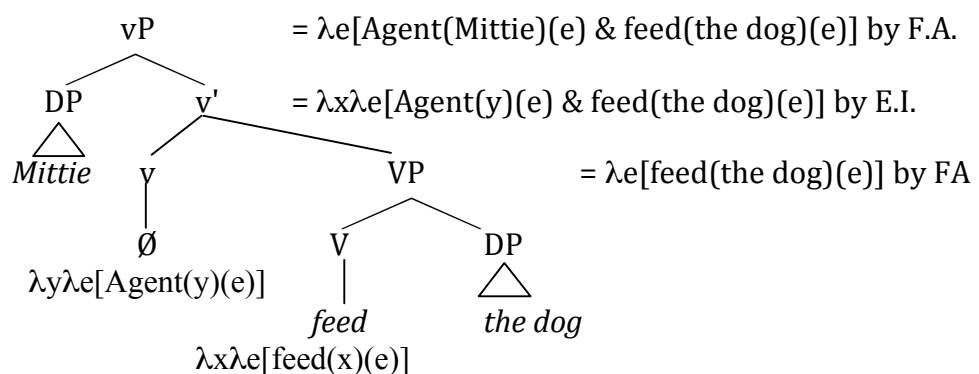 vP = λe[Agent(Mittie)(e) & feed(the dog)(e)] by F.A.
DP v' = λxλe[Agent(y)(e) & feed(the dog)(e)] by E.I.
Mittie v VP = λe[feed(the dog)(e)] by FA
Ø V DP
λyλe[Agent(y)(e)]
feed the dog
λxλe[feed(x)(e)]